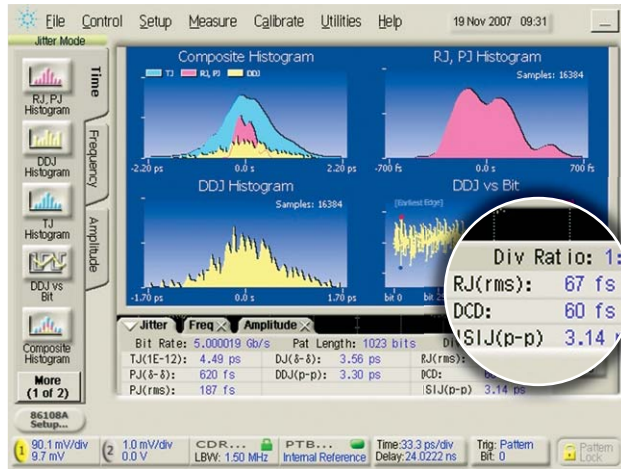 File Control Setup Measure Calibrate Utilities Help 19 Nov 2007 09:31
Jitter Mode
RJ, PJ
Histogram
DDJ
Histogram
TJ
Histogram
DDJ vs
Bit
Composite
Histogram
More
(1 of 2)
86108A
Setup...
Time
Frequency
Amplitude
Composite Histogram
TJ RJ, PJ DDJ
-2.20 ps 0.0 s 2.20 ps
RJ, PJ Histogram
Samples: 16384
-700 fs 0.0 s 700 fs
DDJ Histogram
Samples: 16384
-1.70 ps 0.0 s 1.70 ps
DDJ vs Bit
[Earliest Edge]
bit 0
Div Ratio: 1:
RJ(rms): 67 fs
DCD: 60 fs
ISIJ(p-p) 3.14
Jitter Freq Amplitude
Bit Rate: 5.000019 Gb/s Pat Length: 1023 bits
TJ(1E-12): 4.49 ps DJ(δ-δ): 3.56 ps RJ(rms):
PJ(δ-δ): 620 fs DDJ(p-p): 3.30 ps DCD:
PJ(rms): 187 fs ISIJ(p-p) 3.14 ps
1 90.1 mV/div
9.7 mV
2 1.0 mV/div
0.0 V
CDR...
LBW: 1.50 MHz
PTB...
Internal Reference
Time:33.3 ps/div
Delay:24.0222 ns
Trig: Pattern
Bit: 0
Pattern
Lock